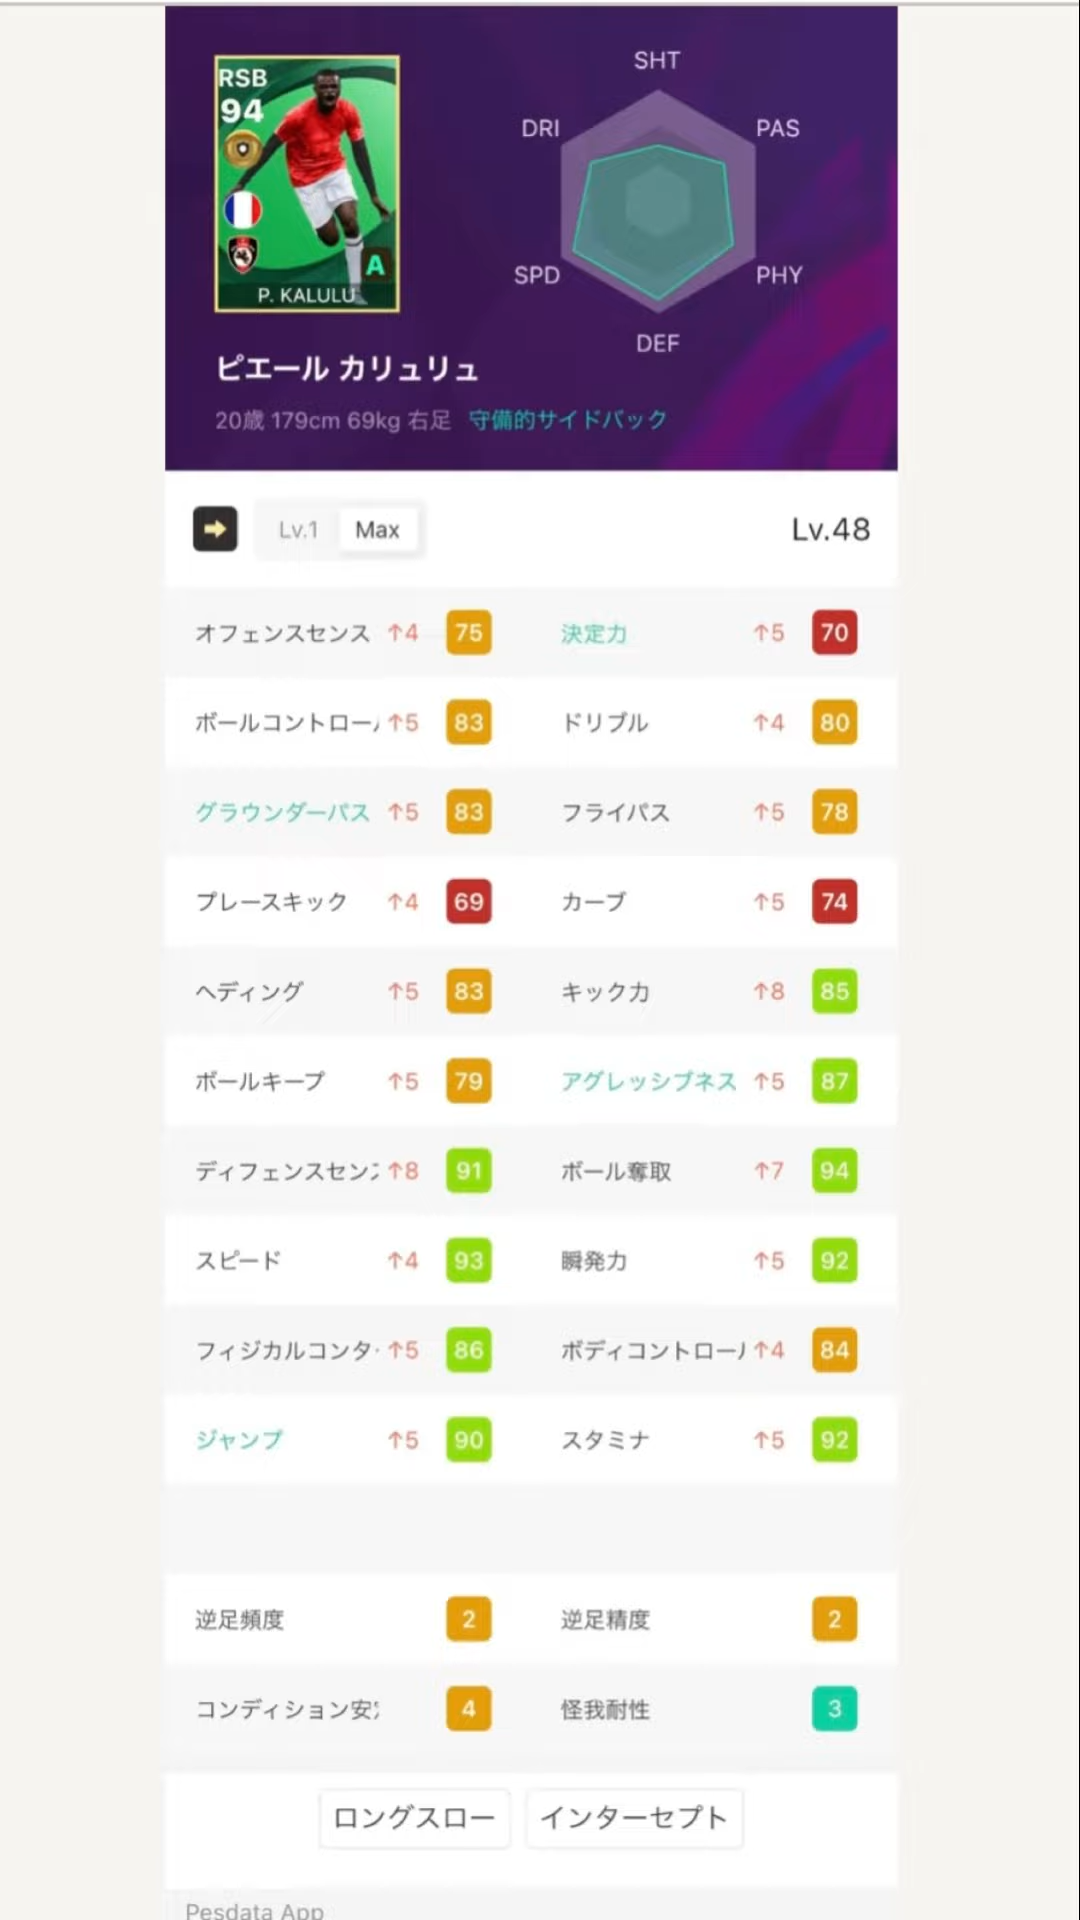 RSB
94
A
P. KALULU
SHT
DRI
PAS
SPD
PHY
DEF
ピエール カリュリュ
20歳 179cm 69kg 右足 守備的サイドバック
Lv.1 Max Lv.48
オフェンスセンス ↑4 75 決定力 ↑5 70
ボールコントロー ↑5 83 ドリブル ↑4 80
グラウンダーパス ↑5 83 フライパス ↑5 78
プレースキック ↑4 69 カーブ ↑5 74
ヘディング ↑5 83 キック力 ↑8 85
ボールキープ ↑5 79 アグレッシブネス ↑5 87
ディフェンスセン ↑8 91 ボール奪取 ↑7 94
スピード ↑4 93 瞬発力 ↑5 92
フィジカルコンタ ↑5 86 ボディコントロー ↑4 84
ジャンプ ↑5 90 スタミナ ↑5 92
逆足頻度 2 逆足精度 2
コンディション安 4 怪我耐性 3
ロングスロー インターセプト
Pesdata App